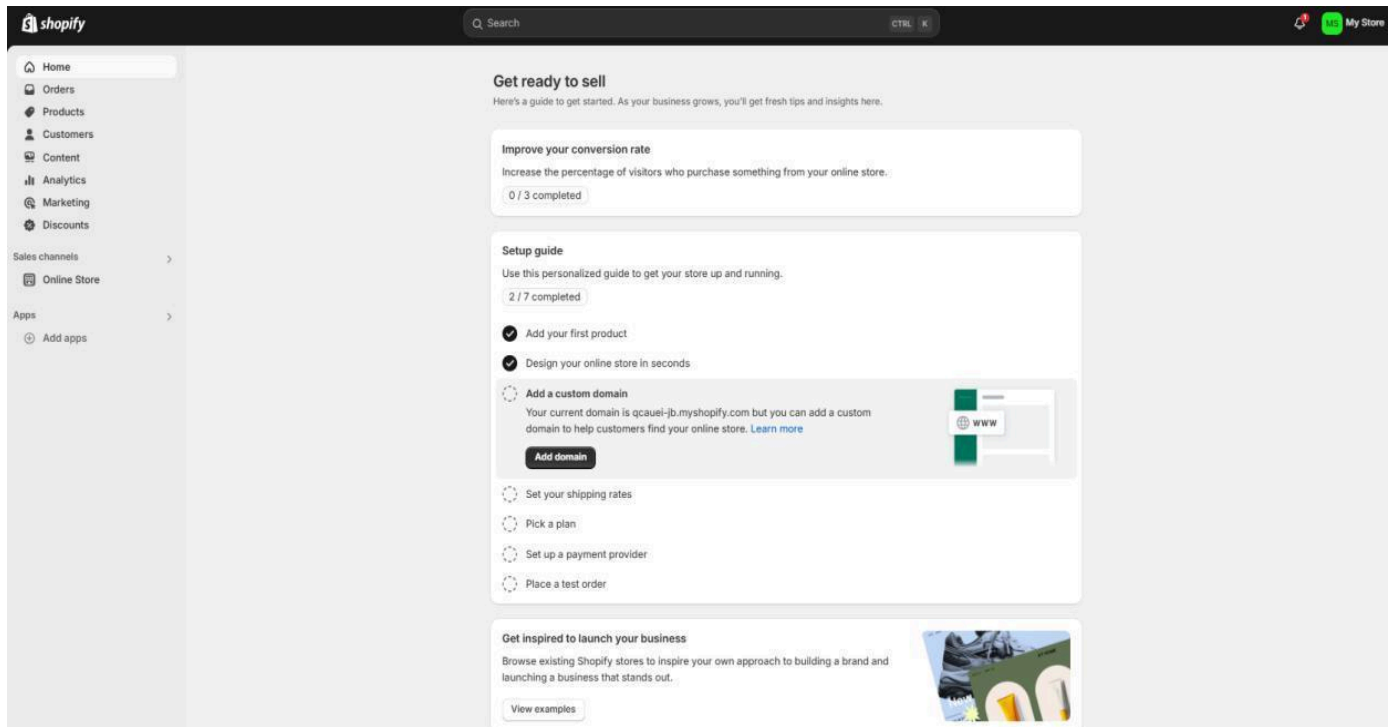 shopify
Search
CTRL K
1
MS
My Store
Home
Orders
Products
Customers
Content
Analytics
Marketing
Discounts
Sales channels
Online Store
Apps
Add apps
Get ready to sell
Here's a guide to get started. As your business grows, you'll get fresh tips and insights here.
Improve your conversion rate
Increase the percentage of visitors who purchase something from your online store.
0 / 3 completed
Setup guide
Use this personalized guide to get your store up and running.
2 / 7 completed
Add your first product
Design your online store in seconds
Add a custom domain
Your current domain is qcauei-jb.myshopify.com but you can add a custom
domain to help customers find your online store. Learn more
Add domain
www
Set your shipping rates
Pick a plan
Set up a payment provider
Place a test order
Get inspired to launch your business
Browse existing Shopify stores to inspire your own approach to building a brand and
launching a business that stands out.
View examples
New